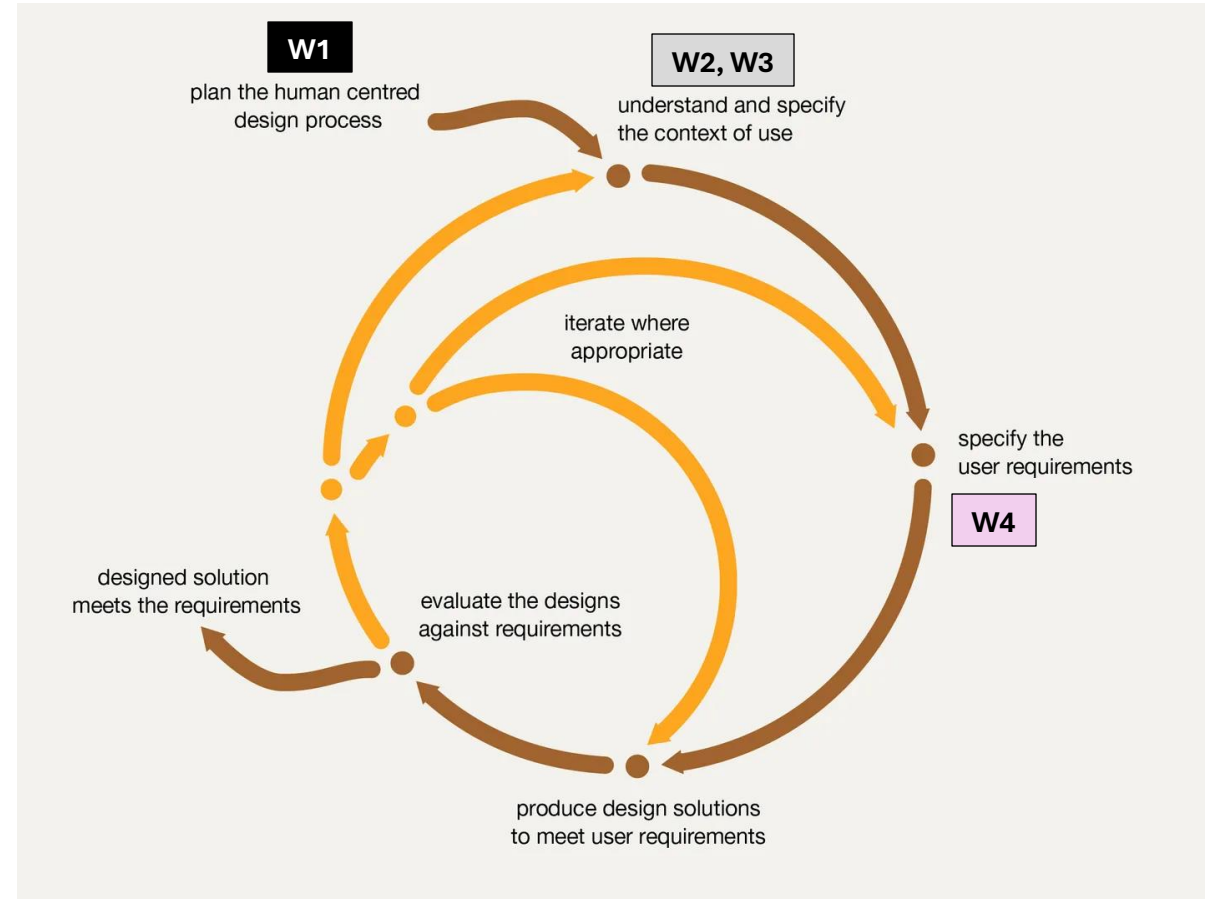 W1
plan the human centred
design process
W2, W3
understand and specify
the context of use
iterate where
appropriate
specify the
user requirements
W4
designed solution
meets the requirements
evaluate the designs
against requirements
produce design solutions
to meet user requirements